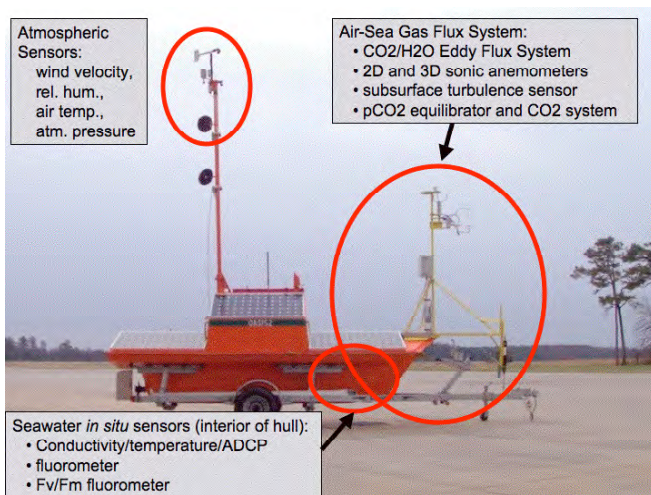 Atmospheric
Sensors:
wind velocity,
rel. hum.,
air temp.,
atm. pressure
Air-Sea Gas Flux System:
• CO2/H2O Eddy Flux System
• 2D and 3D sonic anemometers
• subsurface turbulence sensor
• pCO2 equilibrator and CO2 system
Seawater in situ sensors (interior of hull):
• Conductivity/temperature/ADCP
• fluorometer
• Fv/Fm fluorometer